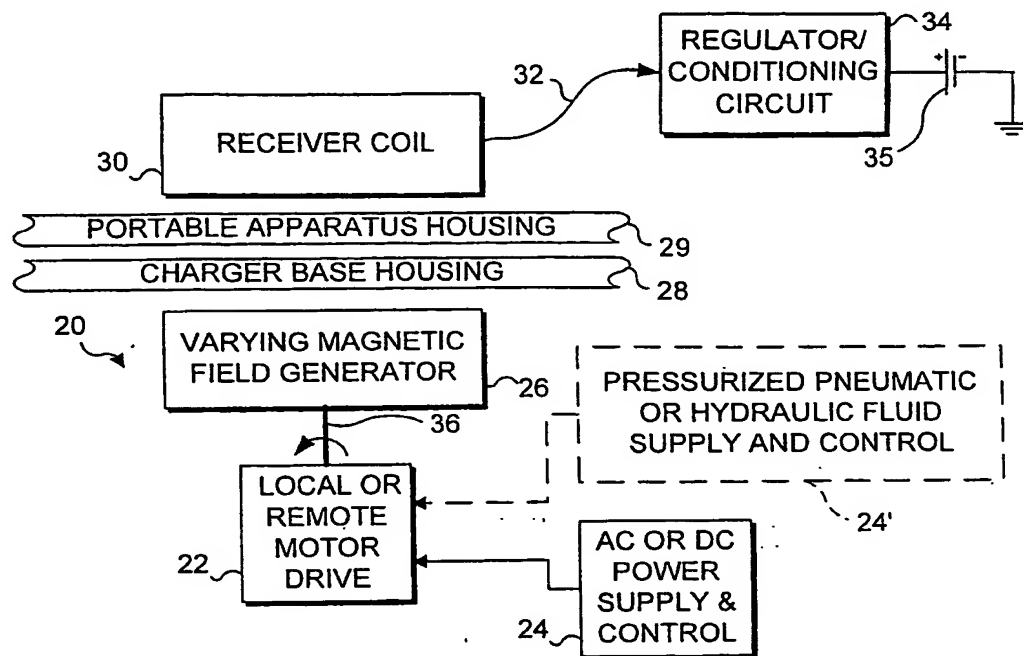 34
REGULATOR/
CONDITIONING
CIRCUIT
+ -
32
35
RECEIVER COIL
30
PORTABLE APPARATUS HOUSING
29
CHARGER BASE HOUSING
28
20
VARYING MAGNETIC
FIELD GENERATOR
26
36
PRESSURIZED PNEUMATIC
OR HYDRAULIC FLUID
SUPPLY AND CONTROL
24'
LOCAL OR
REMOTE
MOTOR
DRIVE
22
AC OR DC
POWER
SUPPLY &
CONTROL
24